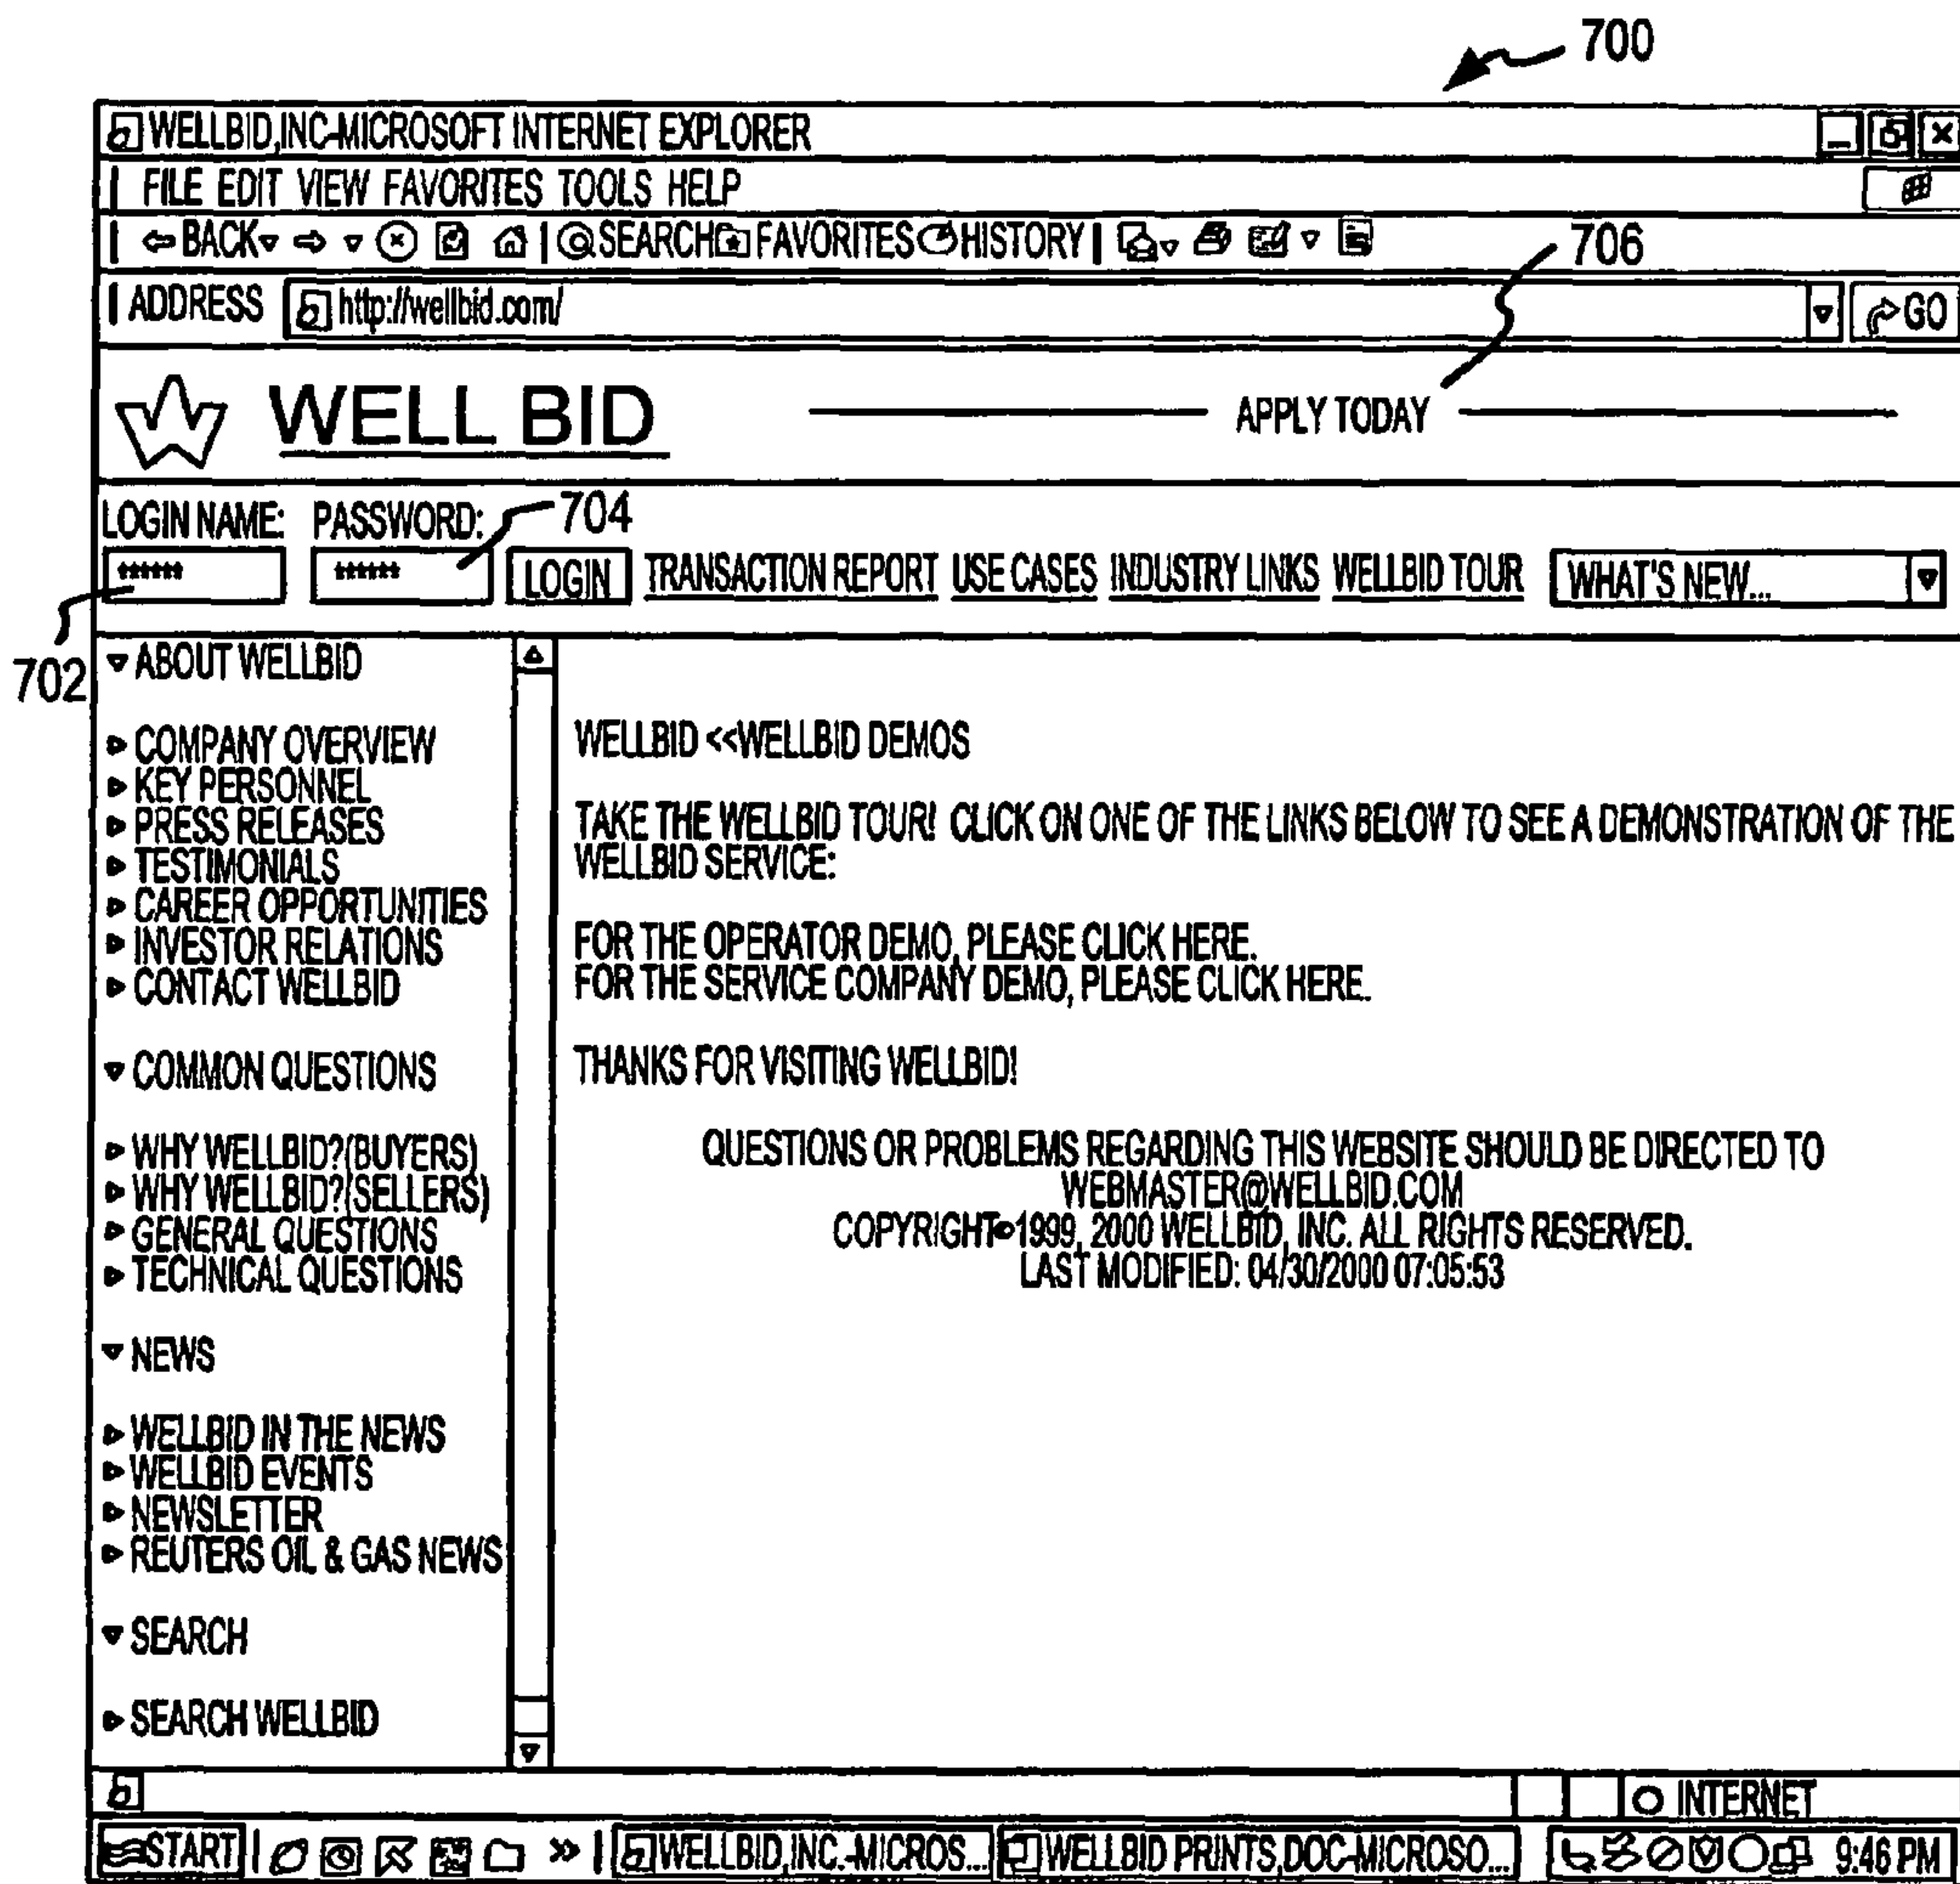 700
WELLBID,INC-MICROSOFT INTERNET EXPLORER
FILE EDIT VIEW FAVORITES TOOLS HELP
BACK SEARCH FAVORITES HISTORY
706
ADDRESS http://wellbid.com/ GO
WELL BID APPLY TODAY
LOGIN NAME: PASSWORD: 704
****** ****** LOGIN TRANSACTION REPORT USE CASES INDUSTRY LINKS WELLBID TOUR WHAT'S NEW...
702
ABOUT WELLBID
COMPANY OVERVIEW
KEY PERSONNEL
PRESS RELEASES
TESTIMONIALS
CAREER OPPORTUNITIES
INVESTOR RELATIONS
CONTACT WELLBID
COMMON QUESTIONS
WHY WELLBID?(BUYERS)
WHY WELLBID?(SELLERS)
GENERAL QUESTIONS
TECHNICAL QUESTIONS
NEWS
WELLBID IN THE NEWS
WELLBID EVENTS
NEWSLETTER
REUTERS OIL & GAS NEWS
SEARCH
SEARCH WELLBID
WELLBID <<WELLBID DEMOS
TAKE THE WELLBID TOUR! CLICK ON ONE OF THE LINKS BELOW TO SEE A DEMONSTRATION OF THE
WELLBID SERVICE:
FOR THE OPERATOR DEMO, PLEASE CLICK HERE.
FOR THE SERVICE COMPANY DEMO, PLEASE CLICK HERE.
THANKS FOR VISITING WELLBID!
QUESTIONS OR PROBLEMS REGARDING THIS WEBSITE SHOULD BE DIRECTED TO
WEBMASTER@WELLBID.COM
COPYRIGHT©1999, 2000 WELLBID, INC. ALL RIGHTS RESERVED.
LAST MODIFIED: 04/30/2000 07:05:53
INTERNET
START WELLBID,INC.-MICROS... WELLBID PRINTS,DOC-MICROSO... 9:46 PM